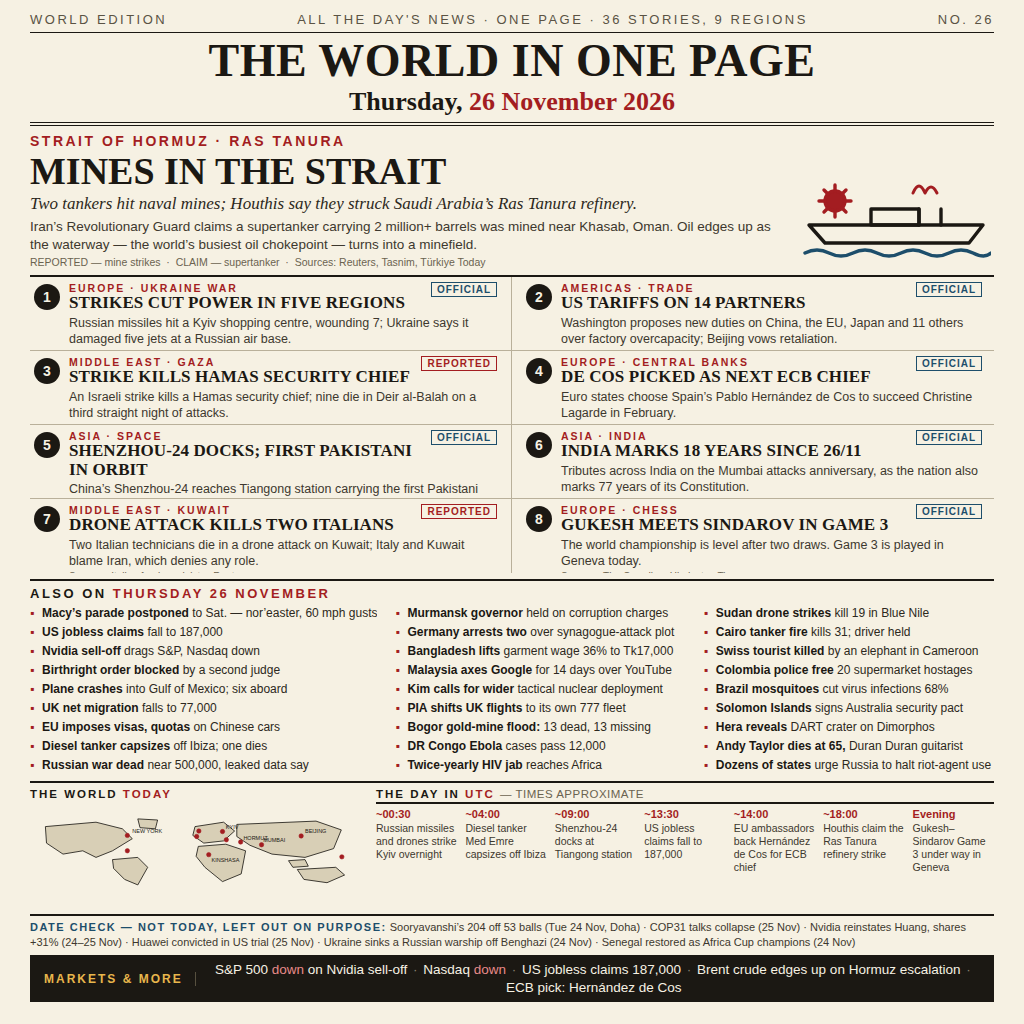 WORLD EDITION
ALL THE DAY'S NEWS · ONE PAGE · 36 STORIES, 9 REGIONS
NO. 26
THE WORLD IN ONE PAGE
Thursday, 26 November 2026
STRAIT OF HORMUZ · RAS TANURA
MINES IN THE STRAIT
Two tankers hit naval mines; Houthis say they struck Saudi Arabia’s Ras Tanura refinery.
Iran’s Revolutionary Guard claims a supertanker carrying 2 million+ barrels was mined near Khasab, Oman. Oil edges up as
the waterway — the world’s busiest oil chokepoint — turns into a minefield.
REPORTED — mine strikes · CLAIM — supertanker · Sources: Reuters, Tasnim, Türkiye Today
1
EUROPE · UKRAINE WAR
OFFICIAL
STRIKES CUT POWER IN FIVE REGIONS
Russian missiles hit a Kyiv shopping centre, wounding 7; Ukraine says it
damaged five jets at a Russian air base.
2
AMERICAS · TRADE
OFFICIAL
US TARIFFS ON 14 PARTNERS
Washington proposes new duties on China, the EU, Japan and 11 others
over factory overcapacity; Beijing vows retaliation.
3
MIDDLE EAST · GAZA
REPORTED
STRIKE KILLS HAMAS SECURITY CHIEF
An Israeli strike kills a Hamas security chief; nine die in Deir al-Balah on a
third straight night of attacks.
4
EUROPE · CENTRAL BANKS
OFFICIAL
DE COS PICKED AS NEXT ECB CHIEF
Euro states choose Spain’s Pablo Hernández de Cos to succeed Christine
Lagarde in February.
5
ASIA · SPACE
OFFICIAL
SHENZHOU-24 DOCKS; FIRST PAKISTANI
IN ORBIT
China’s Shenzhou-24 reaches Tiangong station carrying the first Pakistani
6
ASIA · INDIA
OFFICIAL
INDIA MARKS 18 YEARS SINCE 26/11
Tributes across India on the Mumbai attacks anniversary, as the nation also
marks 77 years of its Constitution.
7
MIDDLE EAST · KUWAIT
REPORTED
DRONE ATTACK KILLS TWO ITALIANS
Two Italian technicians die in a drone attack on Kuwait; Italy and Kuwait
blame Iran, which denies any role.
8
EUROPE · CHESS
OFFICIAL
GUKESH MEETS SINDAROV IN GAME 3
The world championship is level after two draws. Game 3 is played in
Geneva today.
ALSO ON THURSDAY 26 NOVEMBER
▪ Macy’s parade postponed to Sat. — nor’easter, 60 mph gusts
▪ US jobless claims fall to 187,000
▪ Nvidia sell-off drags S&P, Nasdaq down
▪ Birthright order blocked by a second judge
▪ Plane crashes into Gulf of Mexico; six aboard
▪ UK net migration falls to 77,000
▪ EU imposes visas, quotas on Chinese cars
▪ Diesel tanker capsizes off Ibiza; one dies
▪ Russian war dead near 500,000, leaked data say
▪ Murmansk governor held on corruption charges
▪ Germany arrests two over synagogue-attack plot
▪ Bangladesh lifts garment wage 36% to Tk17,000
▪ Malaysia axes Google for 14 days over YouTube
▪ Kim calls for wider tactical nuclear deployment
▪ PIA shifts UK flights to its own 777 fleet
▪ Bogor gold-mine flood: 13 dead, 13 missing
▪ DR Congo Ebola cases pass 12,000
▪ Twice-yearly HIV jab reaches Africa
▪ Sudan drone strikes kill 19 in Blue Nile
▪ Cairo tanker fire kills 31; driver held
▪ Swiss tourist killed by an elephant in Cameroon
▪ Colombia police free 20 supermarket hostages
▪ Brazil mosquitoes cut virus infections 68%
▪ Solomon Islands signs Australia security pact
▪ Hera reveals DART crater on Dimorphos
▪ Andy Taylor dies at 65, Duran Duran guitarist
▪ Dozens of states urge Russia to halt riot-agent use
THE WORLD TODAY
NEW YORK
KYIV
HORMUZ
MUMBAI
BEIJING
KINSHASA
THE DAY IN UTC — TIMES APPROXIMATE
~00:30
Russian missiles
and drones strike
Kyiv overnight
~04:00
Diesel tanker
Med Emre
capsizes off Ibiza
~09:00
Shenzhou-24
docks at
Tiangong station
~13:30
US jobless
claims fall to
187,000
~14:00
EU ambassadors
back Hernández
de Cos for ECB
chief
~18:00
Houthis claim the
Ras Tanura
refinery strike
Evening
Gukesh–
Sindarov Game
3 under way in
Geneva
DATE CHECK — NOT TODAY, LEFT OUT ON PURPOSE: Sooryavanshi’s 204 off 53 balls (Tue 24 Nov, Doha) · COP31 talks collapse (25 Nov) · Nvidia reinstates Huang, shares
+31% (24–25 Nov) · Huawei convicted in US trial (25 Nov) · Ukraine sinks a Russian warship off Benghazi (24 Nov) · Senegal restored as Africa Cup champions (24 Nov)
MARKETS & MORE
S&P 500 down on Nvidia sell-off · Nasdaq down · US jobless claims 187,000 · Brent crude edges up on Hormuz escalation ·
ECB pick: Hernández de Cos